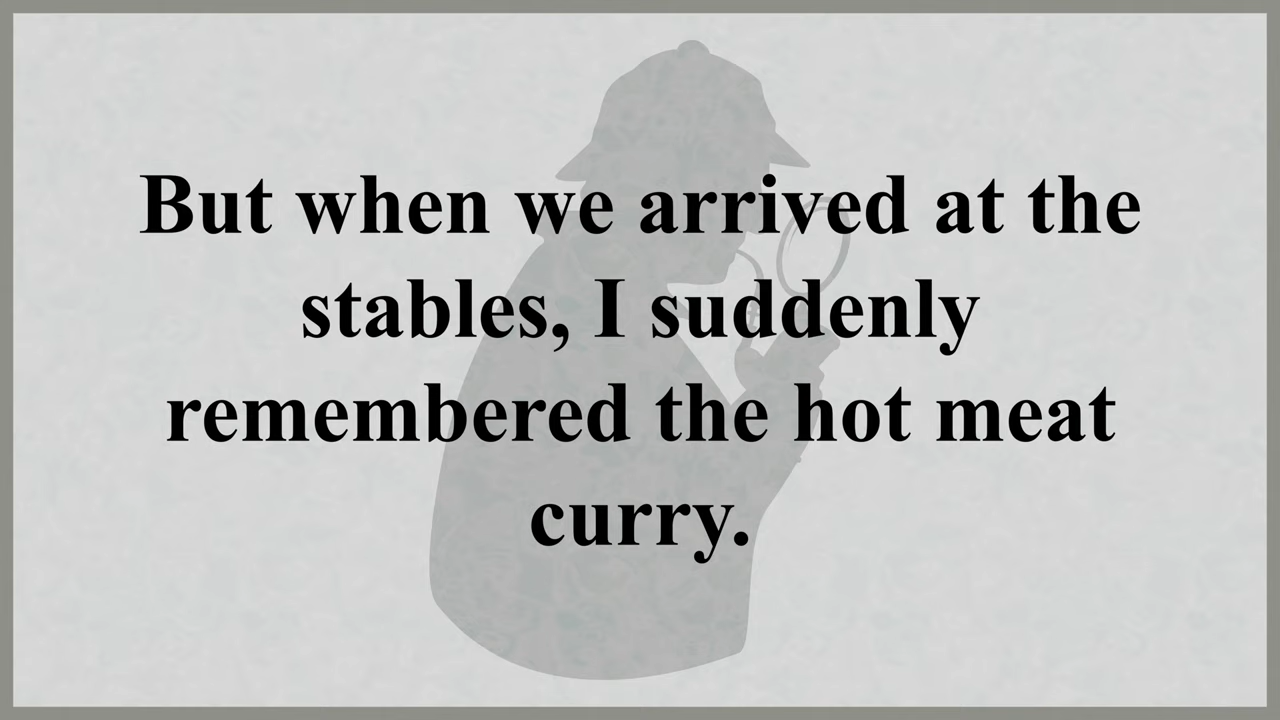 But when we arrived at the
stables, I suddenly
remembered the hot meat
curry.